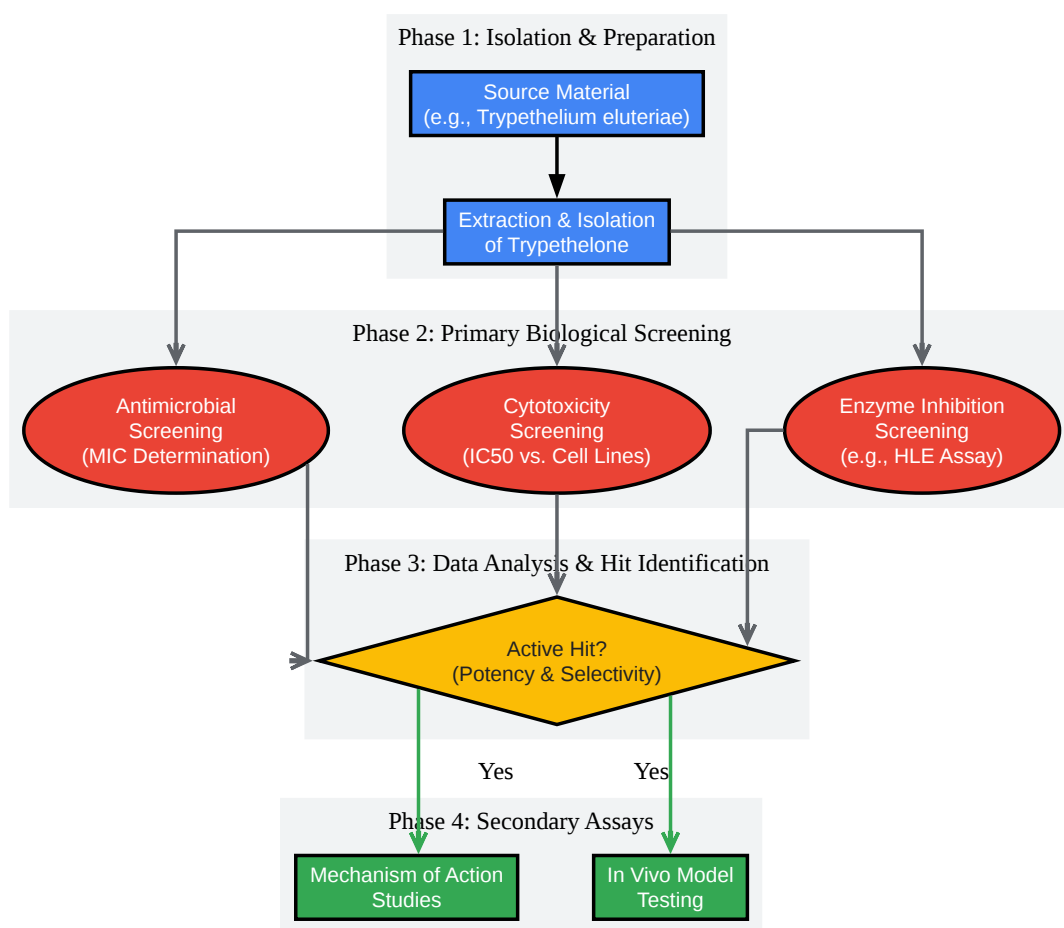 Phase 1: Isolation & Preparation
Source Material
(e.g., Trypethelium eluteriae)
Extraction & Isolation
of Trypethelone
Phase 2: Primary Biological Screening
Antimicrobial
Screening
(MIC Determination)
Cytotoxicity
Screening
(IC50 vs. Cell Lines)
Enzyme Inhibition
Screening
(e.g., HLE Assay)
Phase 3: Data Analysis & Hit Identification
Active Hit?
(Potency & Selectivity)
Yes
Yes
Phase 4: Secondary Assays
Mechanism of Action
Studies
In Vivo Model
Testing